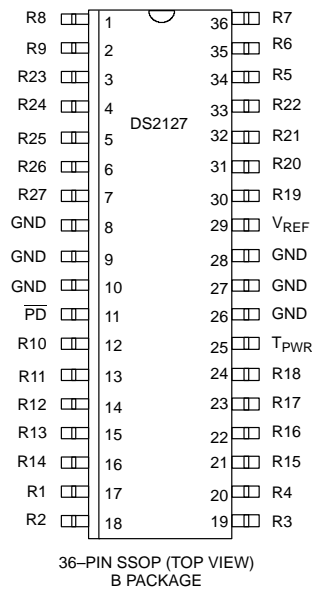 R8 1 36 R7
R9 2 35 R6
R23 3 34 R5
R24 4 33 R22
DS2127
R25 5 32 R21
R26 6 31 R20
R27 7 30 R19
GND 8 29 VREF
GND 9 28 GND
GND 10 27 GND
PD 11 26 GND
R10 12 25 TPWR
R11 13 24 R18
R12 14 23 R17
R13 15 22 R16
R14 16 21 R15
R1 17 20 R4
R2 18 19 R3
36–PIN SSOP (TOP VIEW)
B PACKAGE